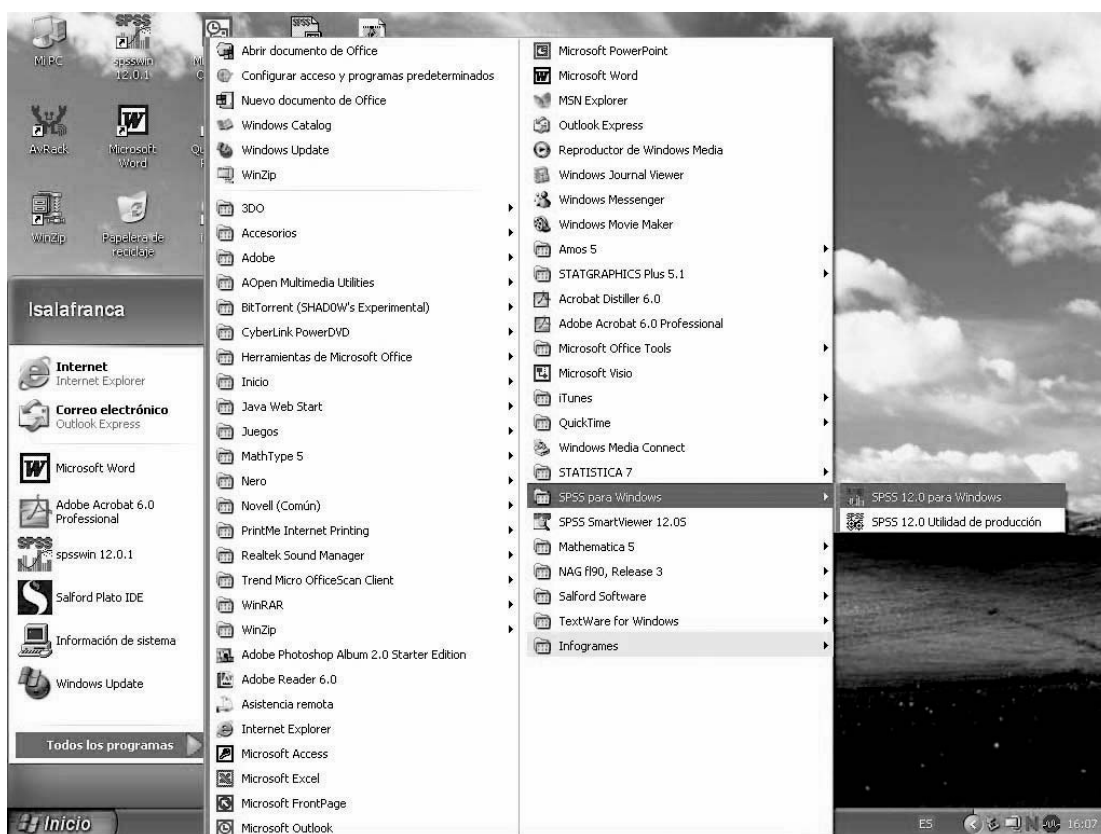 SPSS
Mi PC
spsswin
12.0.1
AvRack
Microsoft
Word
WinZip
Papelera de
reciclaje
lsalafranca
Internet
Internet Explorer
Correo electrónico
Outlook Express
Microsoft Word
Adobe Acrobat 6.0
Professional
spsswin 12.0.1
Salford Plato IDE
Información de sistema
Windows Update
Todos los programas
Inicio
Abrir documento de Office
Configurar acceso y programas predeterminados
Nuevo documento de Office
Windows Catalog
Windows Update
WinZip
3DO
Accesorios
Adobe
AOpen Multimedia Utilities
BitTorrent (SHAD0W's Experimental)
CyberLink PowerDVD
Herramientas de Microsoft Office
Inicio
Java Web Start
Juegos
MathType 5
Nero
Novell (Común)
PrintMe Internet Printing
Realtek Sound Manager
Trend Micro OfficeScan Client
WinRAR
WinZip
Adobe Photoshop Album 2.0 Starter Edition
Adobe Reader 6.0
Asistencia remota
Internet Explorer
Microsoft Access
Microsoft Excel
Microsoft FrontPage
Microsoft Outlook
Microsoft PowerPoint
Microsoft Word
MSN Explorer
Outlook Express
Reproductor de Windows Media
Windows Journal Viewer
Windows Messenger
Windows Movie Maker
Amos 5
STATGRAPHICS Plus 5.1
Acrobat Distiller 6.0
Adobe Acrobat 6.0 Professional
Microsoft Office Tools
Microsoft Visio
iTunes
QuickTime
Windows Media Connect
STATISTICA 7
SPSS para Windows
SPSS SmartViewer 12.0S
Mathematica 5
NAG fl90, Release 3
Salford Software
TextWare for Windows
Infogrames
SPSS 12.0 para Windows
SPSS 12.0 Utilidad de producción
ES
16:07